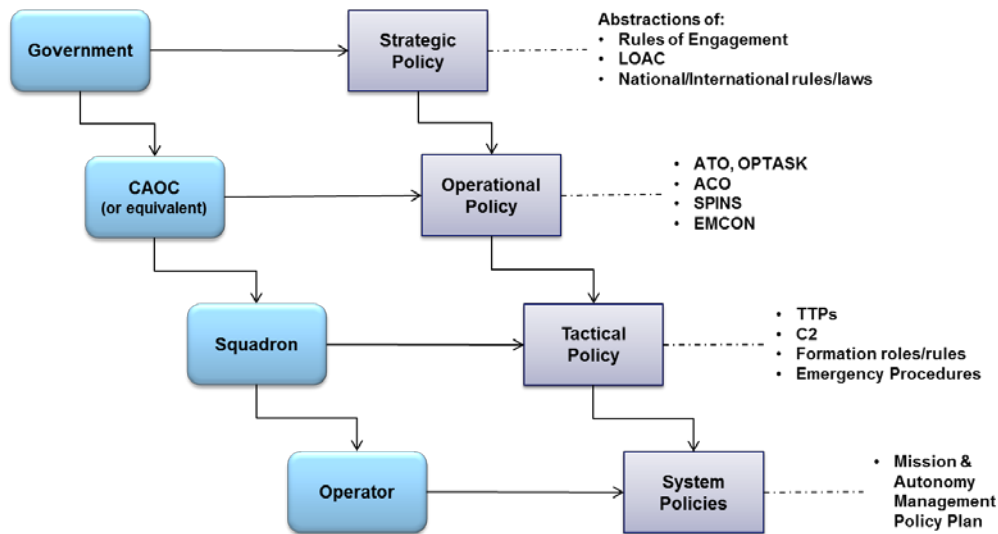 Government
Strategic
Policy
Abstractions of:
• Rules of Engagement
• LOAC
• National/International rules/laws
CAOC
(or equivalent)
Operational
Policy
• ATO, OPTASK
• ACO
• SPINS
• EMCON
Squadron
Tactical
Policy
• TTPs
• C2
• Formation roles/rules
• Emergency Procedures
Operator
System
Policies
• Mission &
Autonomy
Management
Policy Plan